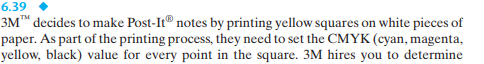 6.39 ◆
3M™ decides to make Post-It® notes by printing yellow squares on white pieces of
paper. As part of the printing process, they need to set the CMYK (cyan, magenta,
yellow, black) value for every point in the square. 3M hires you to determine